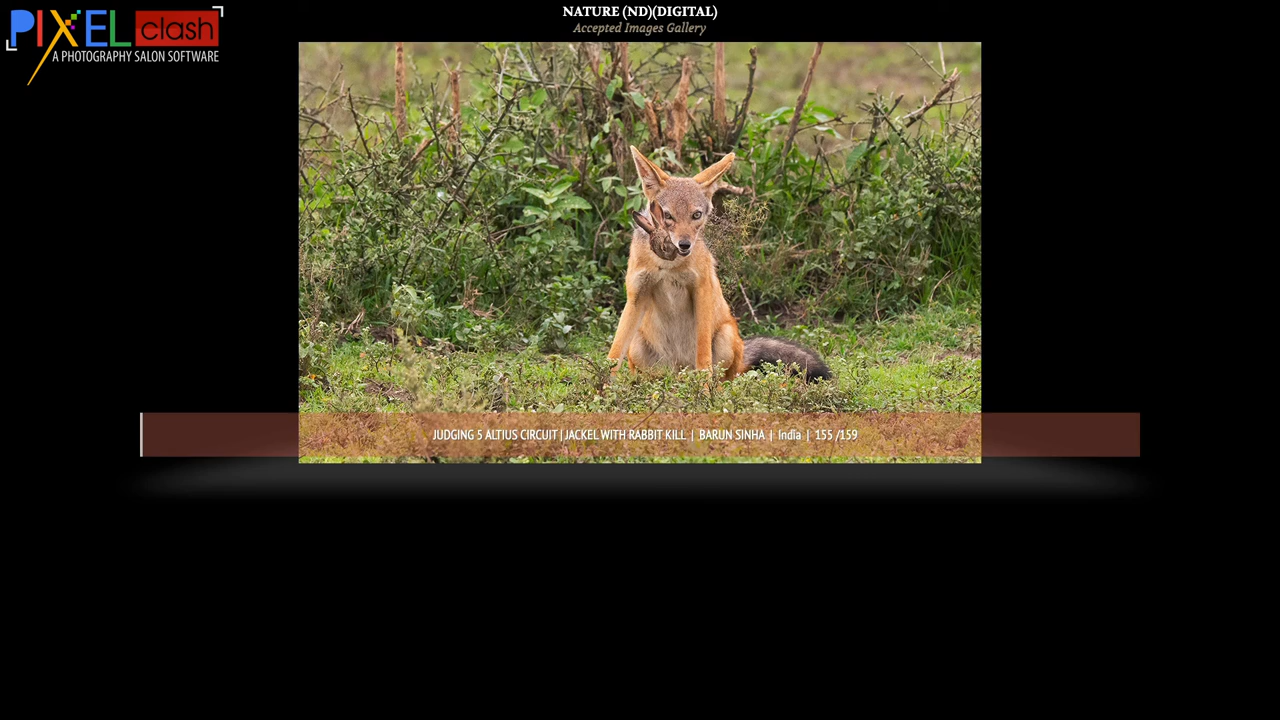 PIXEL clash
A PHOTOGRAPHY SALON SOFTWARE
NATURE (ND)(DIGITAL)
Accepted Images Gallery
JUDGING 5 ALTIUS CIRCUIT | JACKEL WITH RABBIT KILL | BARUN SINHA | India | 155 /159